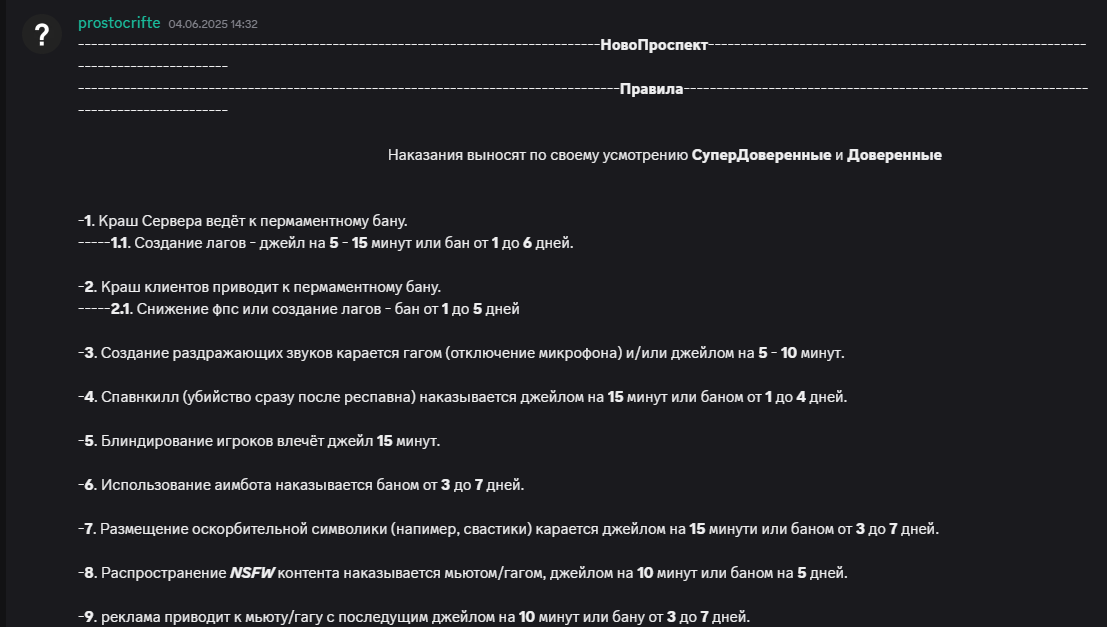 ?
prostocrifte 04.06.2025 14:32
--------------------------------------------------------------------------------НовоПроспект----------------------------------------------------------
-----------------------
-----------------------------------------------------------------------------------Правила--------------------------------------------------------------
-----------------------
Наказания выносят по своему усмотрению СуперДоверенные и Доверенные
-1. Краш Сервера ведёт к пермаментному бану.
-----1.1. Создание лагов - джейл на 5 - 15 минут или бан от 1 до 6 дней.
-2. Краш клиентов приводит к пермаментному бану.
-----2.1. Снижение фпс или создание лагов - бан от 1 до 5 дней
-3. Создание раздражающих звуков карается гагом (отключение микрофона) и/или джейлом на 5 - 10 минут.
-4. Спавнкилл (убийство сразу после респавна) наказывается джейлом на 15 минут или баном от 1 до 4 дней.
-5. Блиндирование игроков влечёт джейл 15 минут.
-6. Использование аимбота наказывается баном от 3 до 7 дней.
-7. Размещение оскорбительной символики (напимер, свастики) карается джейлом на 15 минути или баном от 3 до 7 дней.
-8. Распространение NSFW контента наказывается мьютом/гагом, джейлом на 10 минут или баном на 5 дней.
-9. реклама приводит к мьюту/гагу с последущим джейлом на 10 минут или бану от 3 до 7 дней.